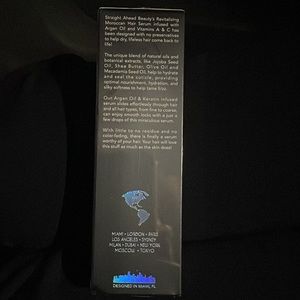 Straight Ahead Beauty's Revitalizing
Moroccan Hair Serum infused with
Argan Oil and Vitamins A & C has
been designed with no preservatives
to help dry, lifeless hair come back to
life!
The unique blend of natural oils and
botanical extracts, like Jojoba Seed
Oil, Shea Butter, Olive Oil and
Macadamia Seed Oil, help to hydrate
and seal the cuticle, providing
optimal nourishment, hydration, and
silky softness to help tame frizz.
Our Argan Oil & Keratin infused
serum slides effortlessly through hair
and all hair types, from fine to coarse,
can enjoy smooth locks with just a
few drops of this miraculous serum.
With little to no residue and no
color-fading, there is finally a serum
worthy of your hair. Your hair will love
this stuff as much as the skin does!
MIAMI • LONDON • PARIS
LOS ANGELES • SYDNEY
MILAN • DUBAI • NEW YORK
MOSCOW • TOKYO
DESIGNED IN MIAMI, FL